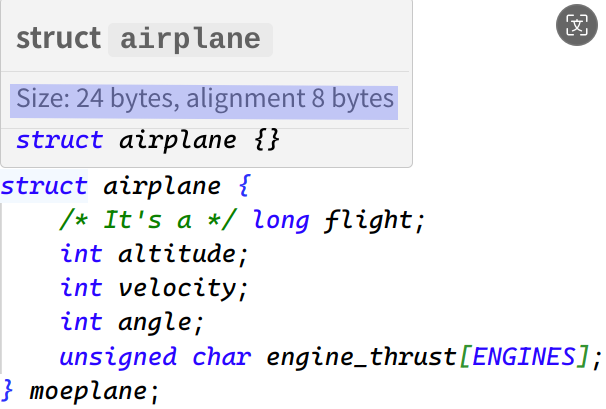 struct airplane
Size: 24 bytes, alignment 8 bytes
struct airplane {}
struct airplane {
    /* It's a */ long flight;
    int altitude;
    int velocity;
    int angle;
    unsigned char engine_thrust[ENGINES];
} moeplane;